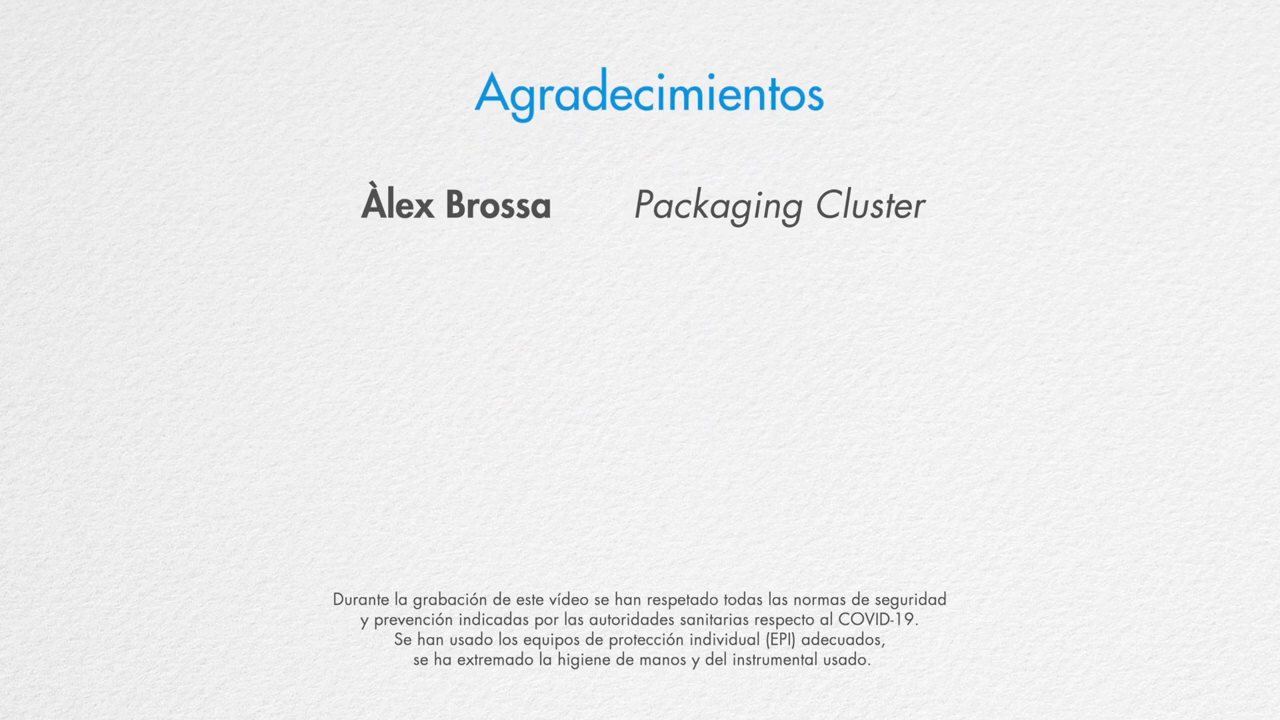 Agradecimientos
Àlex Brossa Packaging Cluster
Durante la grabación de este vídeo se han respetado todas las normas de seguridad
y prevención indicadas por las autoridades sanitarias respecto al COVID-19.
Se han usado los equipos de protección individual (EPI) adecuados,
se ha extremado la higiene de manos y del instrumental usado.